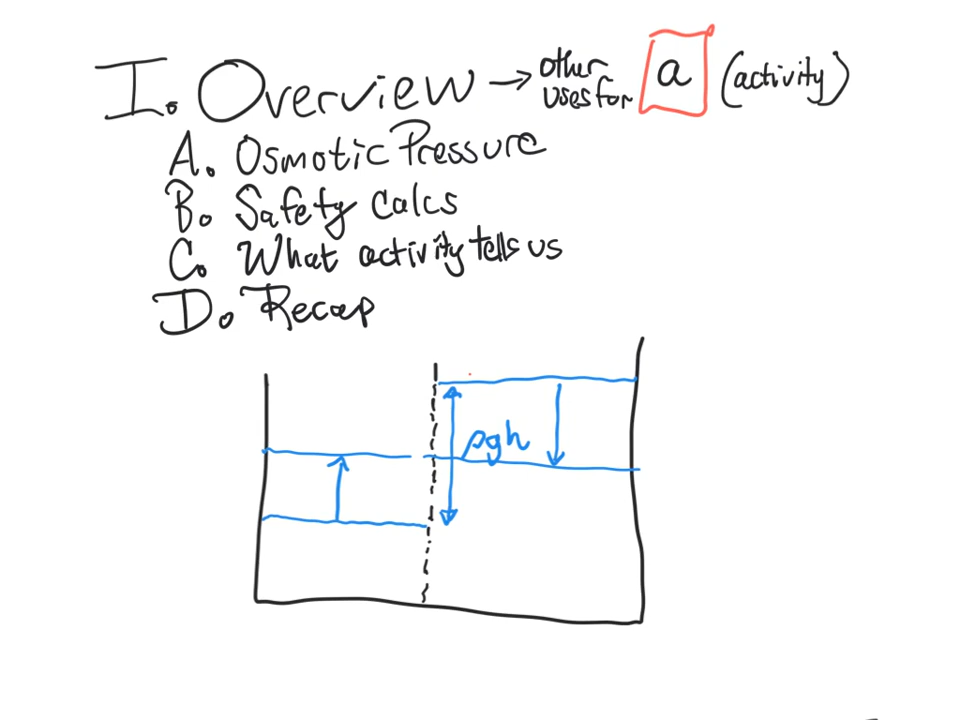 I. Overview → other uses for a (activity)
A. Osmotic Pressure
B. Safety Calcs
C. What activity tells us
D. Recap
ρgh